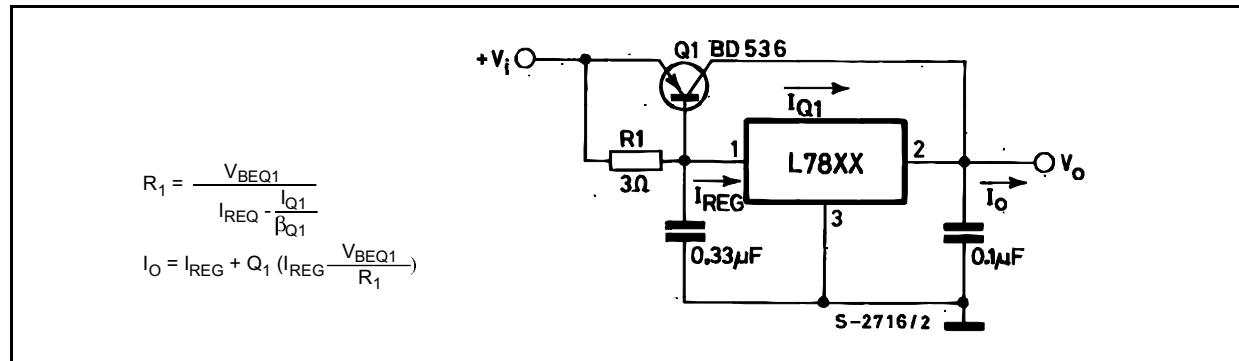 R1 = VBEQ1 / (IREQ - IQ1 / βQ1)
IO = IREG + Q1 (IREG VBEQ1 / R1)
+Vi
Q1 BD536
IQ1
R1
3Ω
1
L78XX
2
Vo
IREG
3
Io
0.33µF
0.1µF
S-2716/2